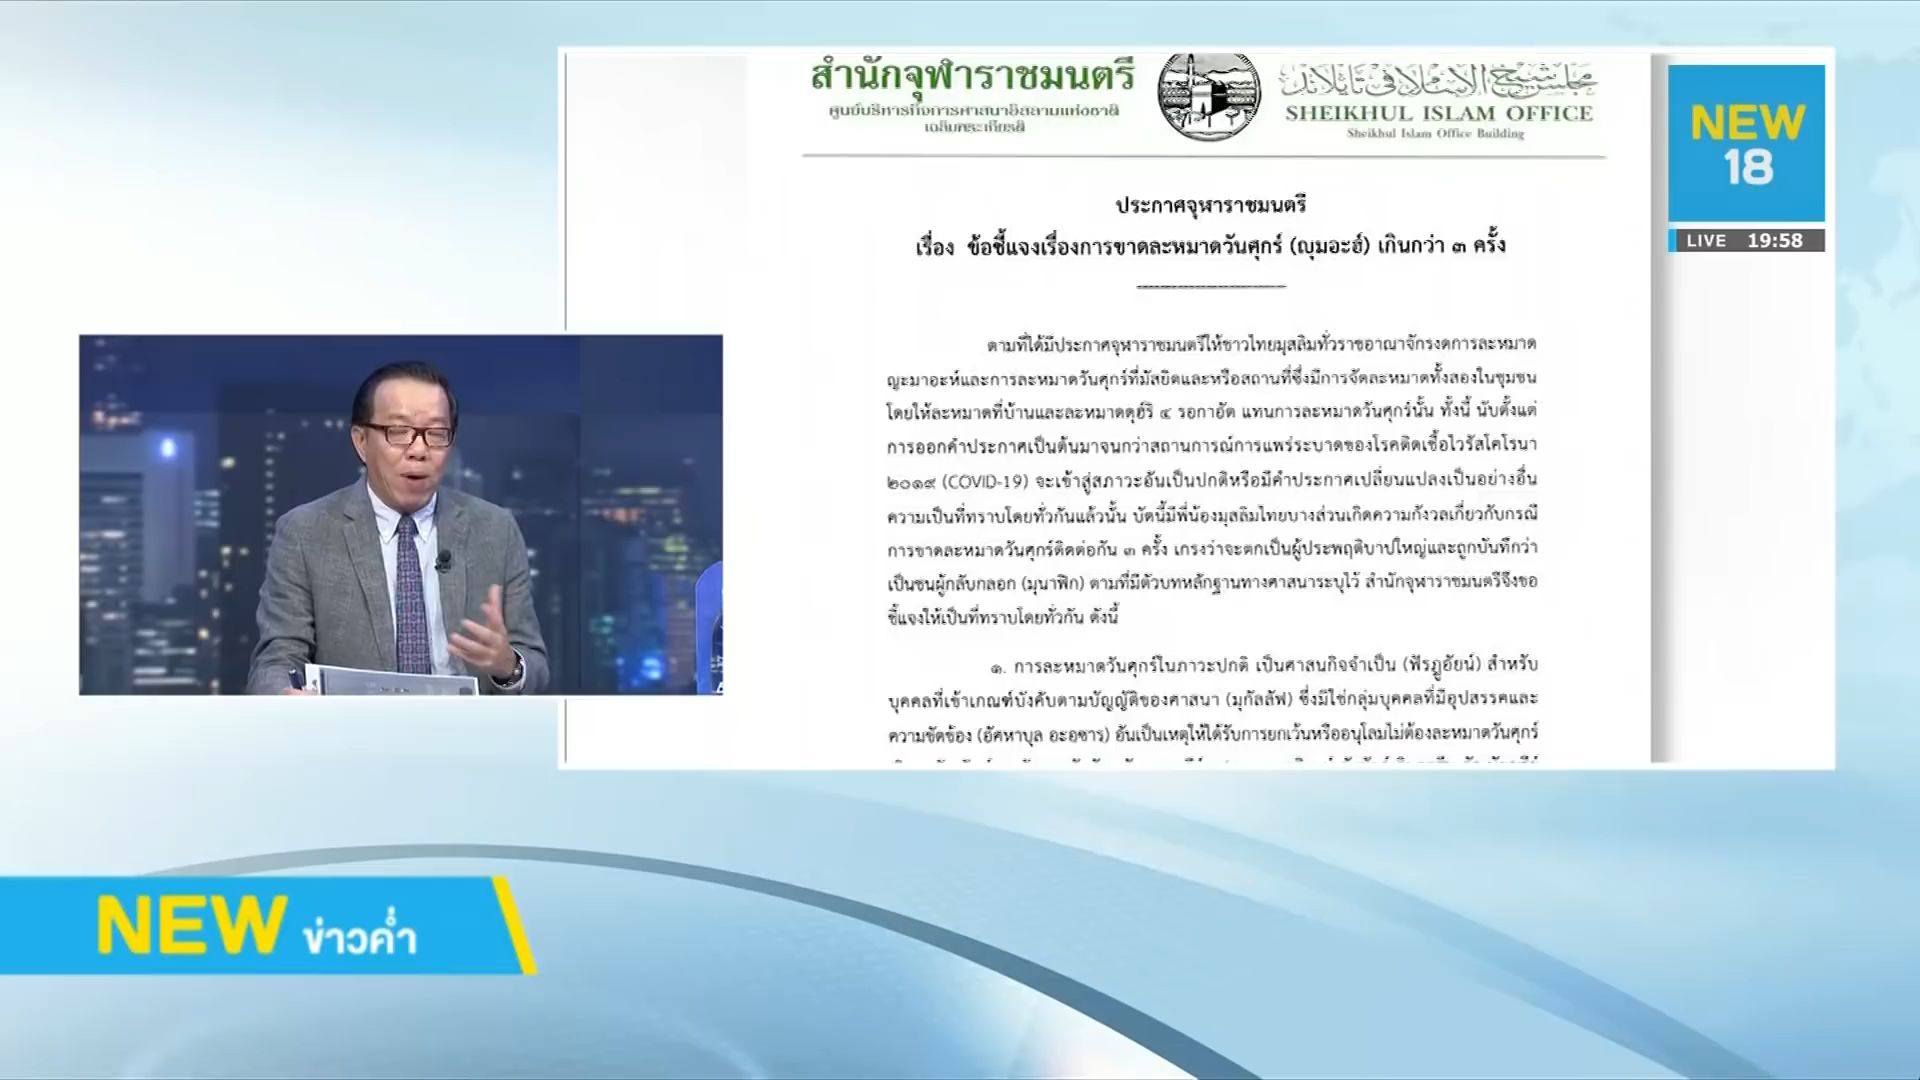 สำนักจุฬาราชมนตรี
ศูนย์บริหารกิจการศาสนาอิสลามแห่งชาติ
เฉลิมพระเกียรติ
SHEIKHUL ISLAM OFFICE
Sheikhul Islam Office Building
NEW
18
LIVE 19:58
ประกาศจุฬาราชมนตรี
เรื่อง ข้อชี้แจงเรื่องการขาดละหมาดวันศุกร์ (ญุมอะฮ์) เกินกว่า ๓ ครั้ง
ตามที่ได้มีประกาศจุฬาราชมนตรีให้ชาวไทยมุสลิมทั่วราชอาณาจักรงดการละหมาด
ญะมาอะห์และการละหมาดวันศุกร์ที่มัสยิดและหรือสถานที่ซึ่งมีการจัดละหมาดทั้งสองในชุมชน
โดยให้ละหมาดที่บ้านและละหมาดดุฮ์ริ ๔ รอกาอัต แทนการละหมาดวันศุกร์นั้น ทั้งนี้ นับตั้งแต่
การออกคำประกาศเป็นต้นมาจนกว่าสถานการณ์การแพร่ระบาดของโรคติดเชื้อไวรัสโคโรนา
๒๐๑๙ (COVID-19) จะเข้าสู่สภาวะอันเป็นปกติหรือมีคำประกาศเปลี่ยนแปลงเป็นอย่างอื่น
ความเป็นที่ทราบโดยทั่วกันแล้วนั้น บัดนี้มีพี่น้องมุสลิมไทยบางส่วนเกิดความกังวลเกี่ยวกับกรณี
การขาดละหมาดวันศุกร์ติดต่อกัน ๓ ครั้ง เกรงว่าจะตกเป็นผู้ประพฤติบาปใหญ่และถูกบันทึกว่า
เป็นชนผู้กลับกลอก (มุนาฟิก) ตามที่มีตัวบทหลักฐานทางศาสนาระบุไว้ สำนักจุฬาราชมนตรีจึงขอ
ชี้แจงให้เป็นที่ทราบโดยทั่วกัน ดังนี้
๑. การละหมาดวันศุกร์ในภาวะปกติ เป็นศาสนกิจจำเป็น (ฟัรฎูอัยน์) สำหรับ
บุคคลที่เข้าเกณฑ์บังคับตามบัญญัติของศาสนา (มุกัลลัฟ) ซึ่งมิใช่กลุ่มบุคคลที่มีอุปสรรคและ
ความขัดข้อง (อัศหาบุล อะอซาร) อันเป็นเหตุให้ได้รับการยกเว้นหรืออนุโลมไม่ต้องละหมาดวันศุกร์
NEW ข่าวค่ำ